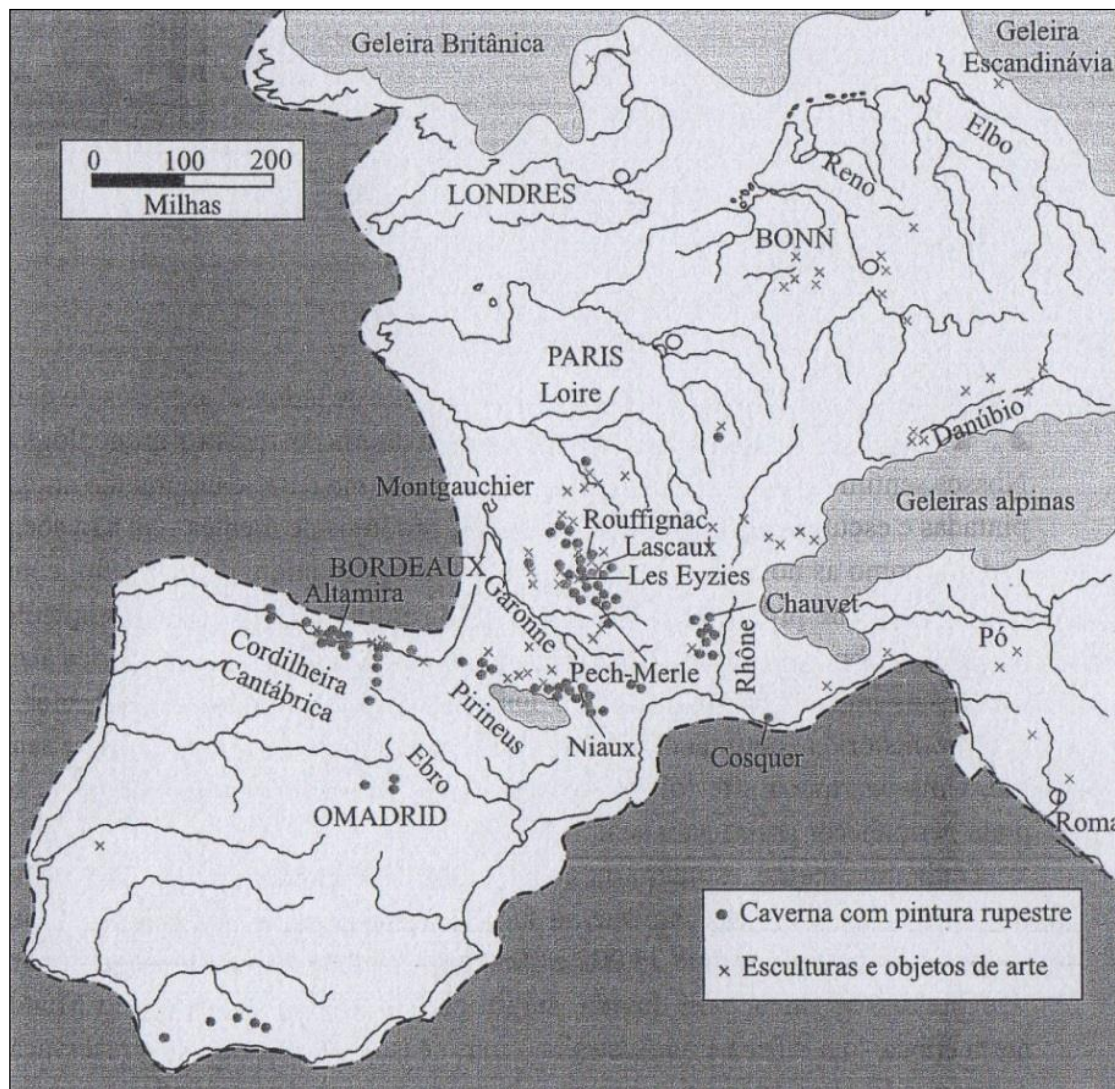 Geleira Britânica
Geleira
Escandinávia
0 100 200
Milhas
LONDRES
Elbo
Reno
BONN
PARIS
Loire
Danúbio
Montgauchier
Geleiras alpinas
Rouffignac
Lascaux
BORDEAUX
Les Eyzies
Altamira
Garonne
Chauvet
Cordilheira
Cantábrica
Pirineus
Pech-Merle
Rhône
Pó
Niaux
Cosquer
Ebro
OMADRID
Roma
Caverna com pintura rupestre
Esculturas e objetos de arte